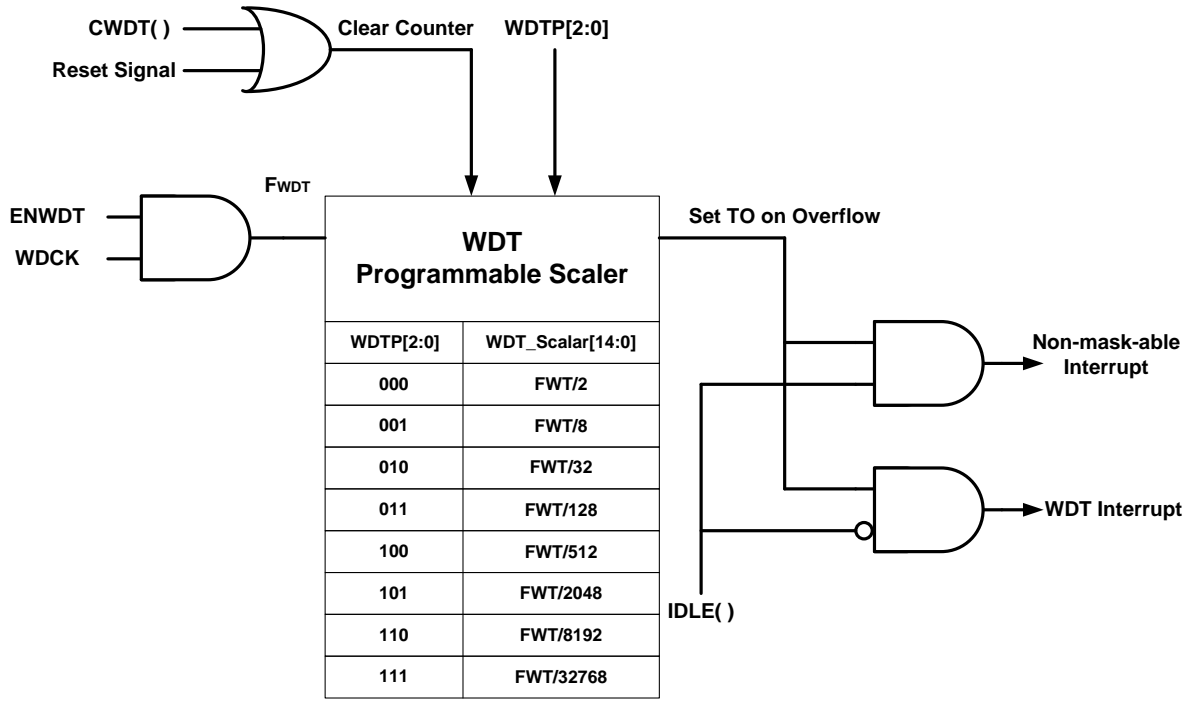 CWDT( )
Clear Counter
WDTP[2:0]
Reset Signal
FWDT
ENWDT
WDCK
WDT
Programmable Scaler
Set TO on Overflow
WDTP[2:0] WDT_Scalar[14:0]
000 FWT/2
001 FWT/8
010 FWT/32
011 FWT/128
100 FWT/512
101 FWT/2048
110 FWT/8192
111 FWT/32768
Non-mask-able
Interrupt
WDT Interrupt
IDLE( )